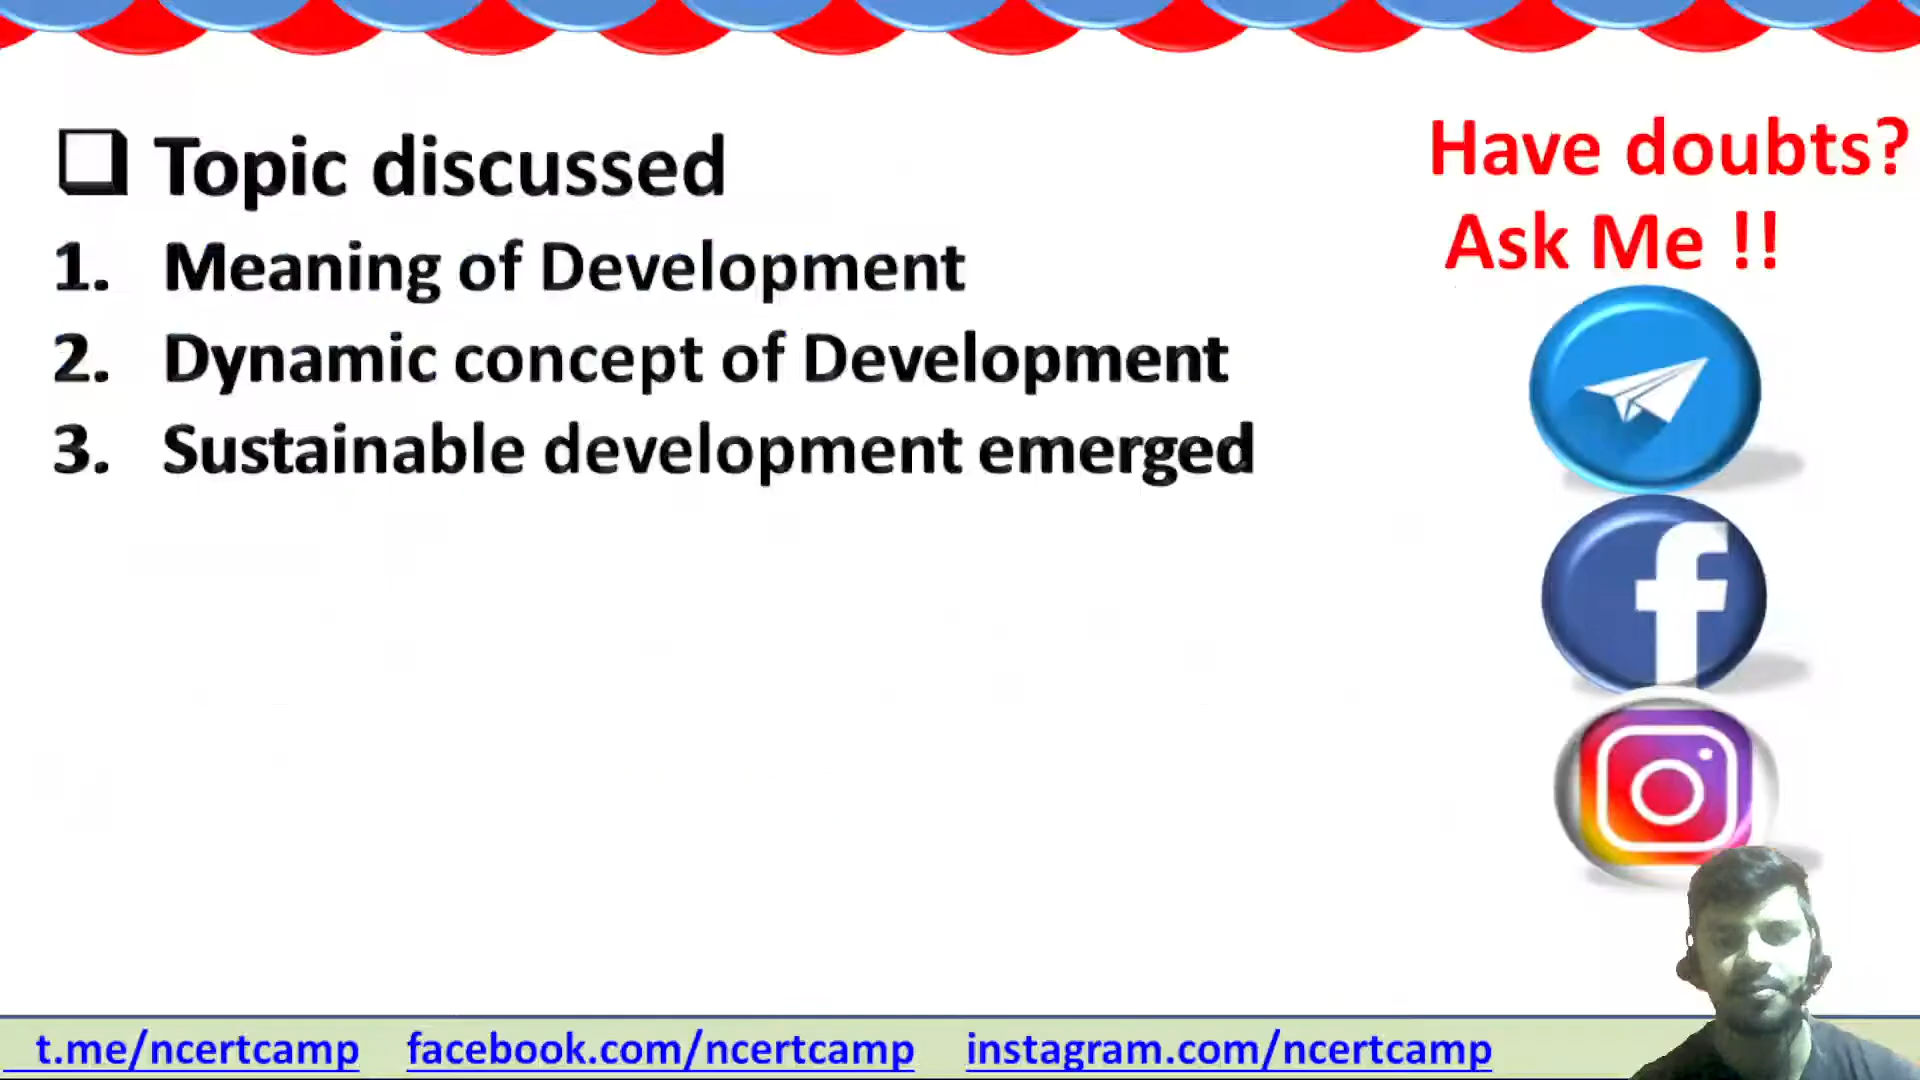 Topic discussed
1. Meaning of Development
2. Dynamic concept of Development
3. Sustainable development emerged
Have doubts?
Ask Me !!
t.me/ncertcamp facebook.com/ncertcamp instagram.com/ncertcamp